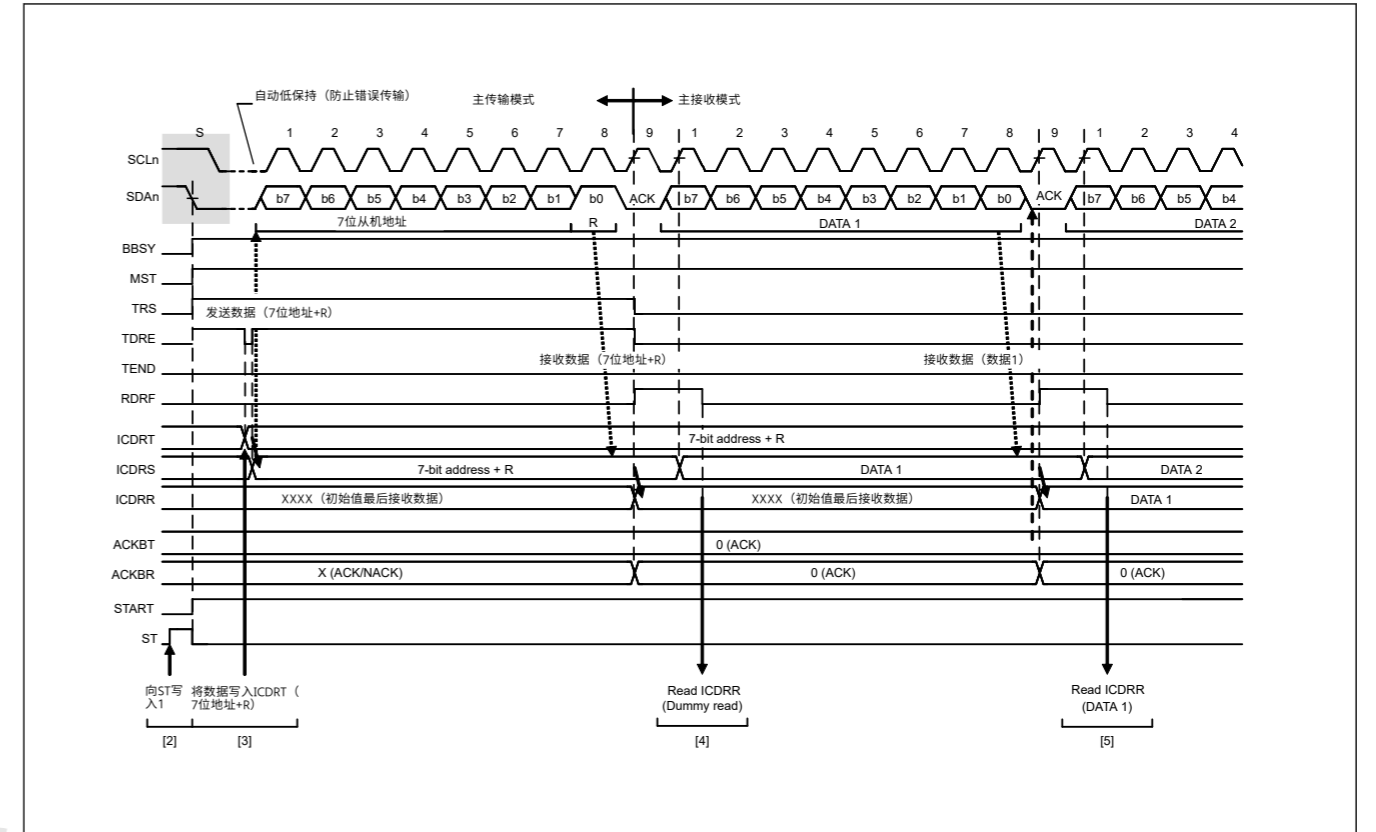 自动低保持（防止错误传输）
主传输模式
主接收模式
S 1 2 3 4 5 6 7 8 9 1 2 3 4 5 6 7 8 9 1 2 3 4
SCLn
SDAn b7 b6 b5 b4 b3 b2 b1 b0 ACK b7 b6 b5 b4 b3 b2 b1 b0 ACK b7 b6 b5 b4
7位从机地址 R DATA 1 DATA 2
BBSY
MST
TRS 发送数据（7位地址+R）
TDRE
接收数据（7位地址+R） 接收数据（数据1）
TEND
RDRF
ICDRT 7-bit address + R
ICDRS 7-bit address + R DATA 1 DATA 2
ICDRR XXXX（初始值最后接收数据） XXXX（初始值最后接收数据） DATA 1
ACKBT 0 (ACK)
ACKBR X (ACK/NACK) 0 (ACK) 0 (ACK)
START
ST
向ST写
入1
将数据写入ICDRT（
7位地址+R）
Read ICDRR
(Dummy read)
Read ICDRR
(DATA 1)
[2] [3] [4] [5]